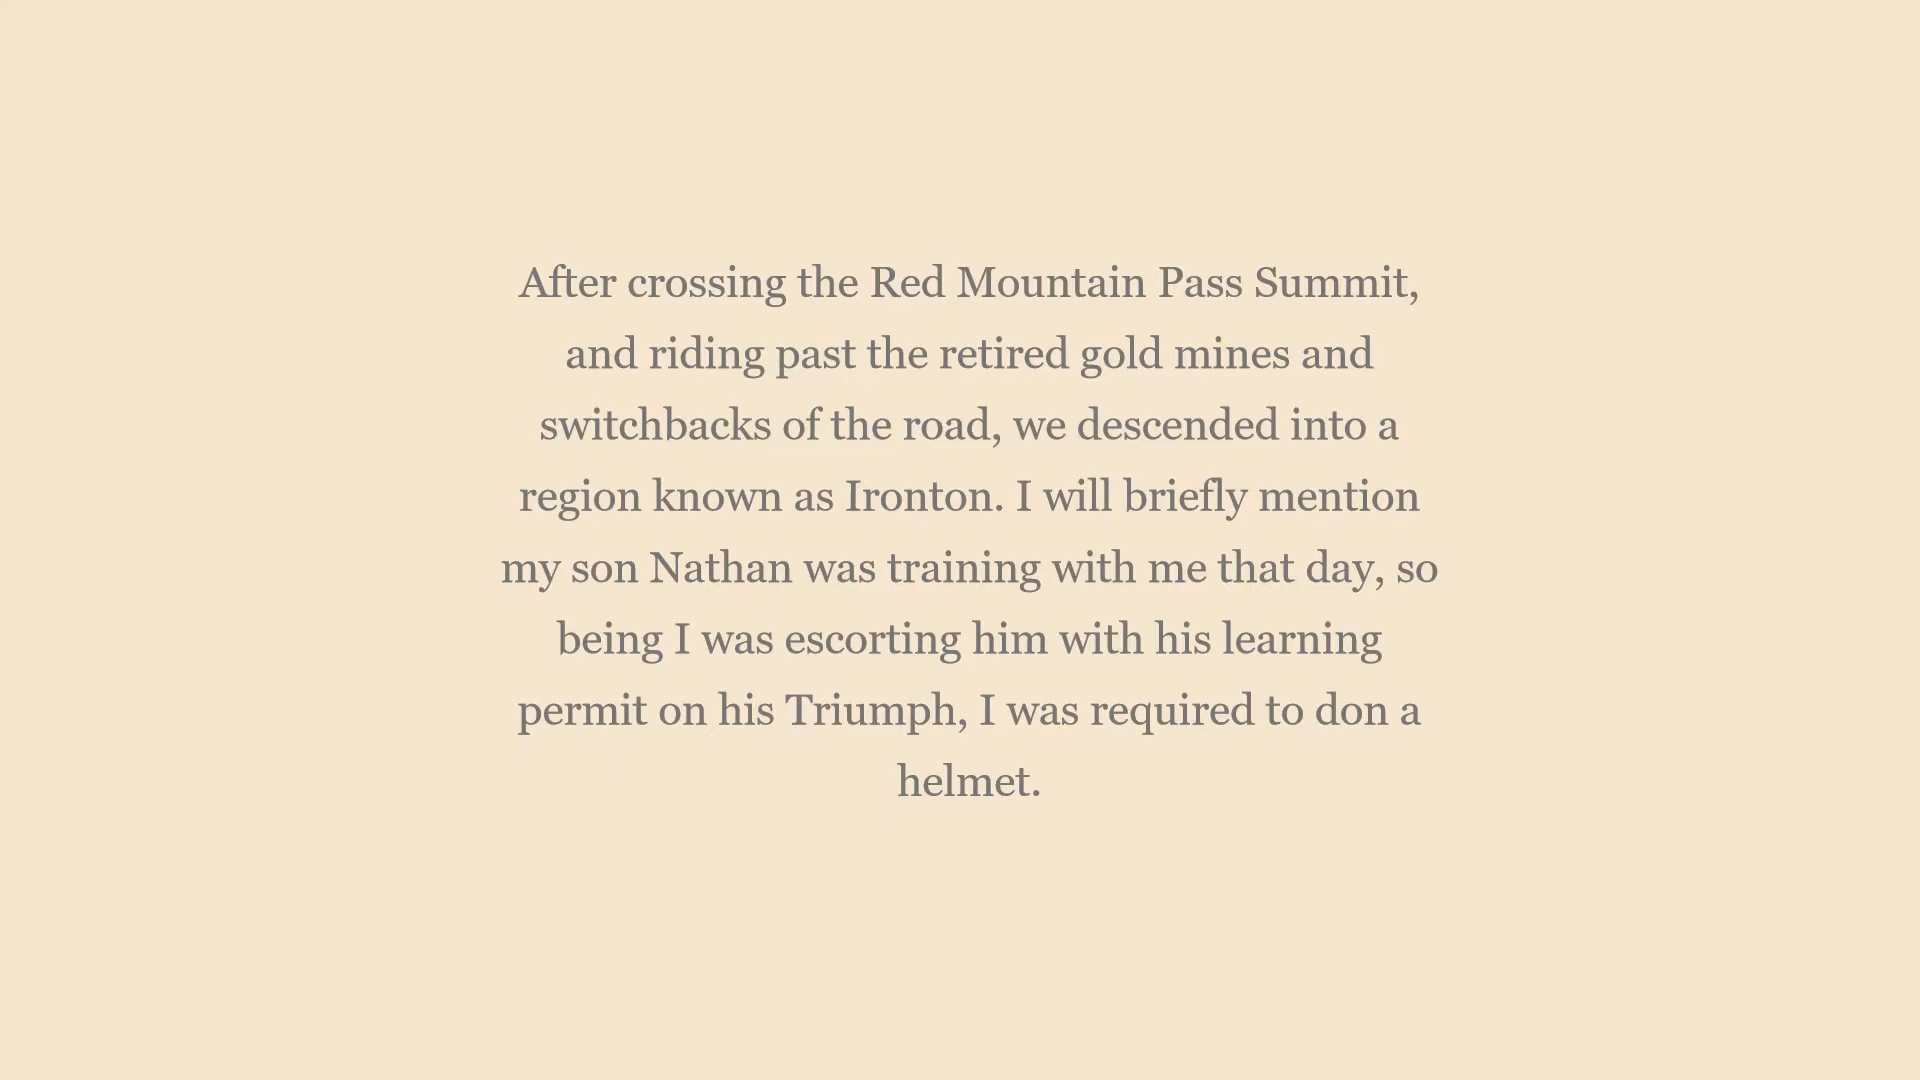 After crossing the Red Mountain Pass Summit,
and riding past the retired gold mines and
switchbacks of the road, we descended into a
region known as Ironton. I will briefly mention
my son Nathan was training with me that day, so
being I was escorting him with his learning
permit on his Triumph, I was required to don a
helmet.